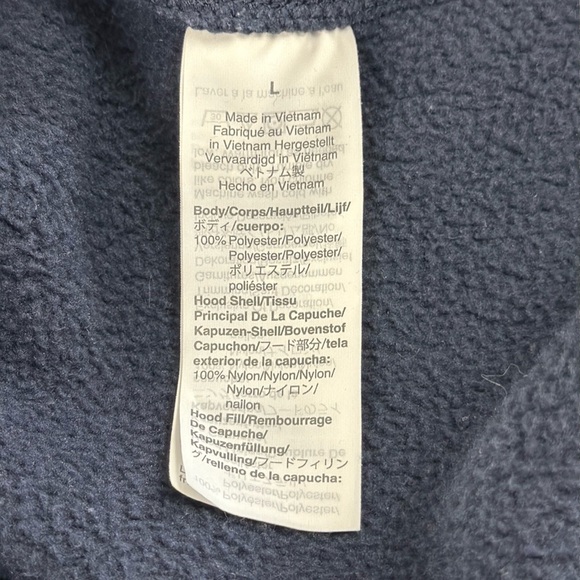 L
Made in Vietnam
Fabriqué au Vietnam
in Vietnam Hergestellt
Vervaardigd in Viëtnam
ベトナム製
Hecho en Vietnam
Body/Corps/Hauptteil/Lijf/
ボディ/cuerpo:
100% Polyester/Polyester/
Polyester/Polyester/
ポリエステル/
poliéster
Hood Shell/Tissu
Principal De La Capuche/
Kapuzen-Shell/Bovenstof
Capuchon/フード部分/tela
exterior de la capucha:
100% Nylon/Nylon/Nylon/
Nylon/ナイロン/
nailon
Hood Fill/Rembourrage
De Capuche/
Kapuzenfüllung/
Kapvulling/フードフィリン
グ/relleno de la capucha: